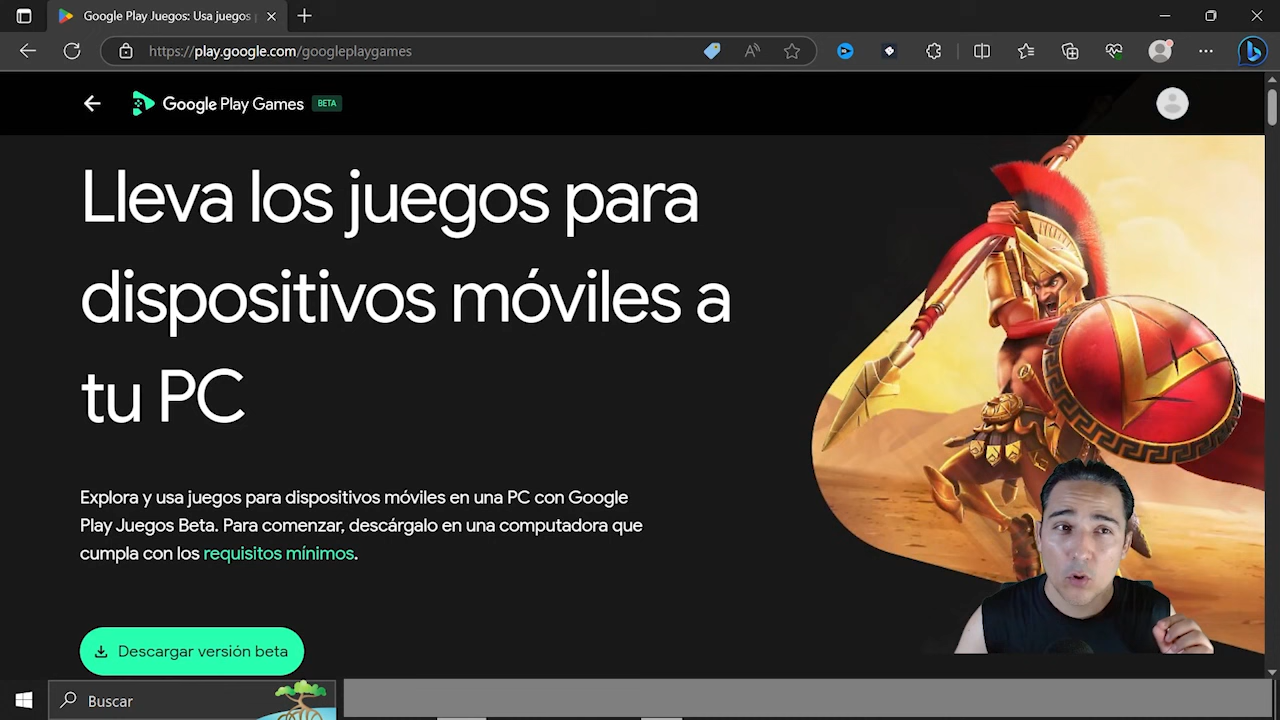 Google Play Juegos: Usa juegos
https://play.google.com/googleplaygames
Google Play Games BETA
Lleva los juegos para
dispositivos móviles a
tu PC
Explora y usa juegos para dispositivos móviles en una PC con Google
Play Juegos Beta. Para comenzar, descárgalo en una computadora que
cumpla con los requisitos mínimos.
Descargar versión beta
Buscar